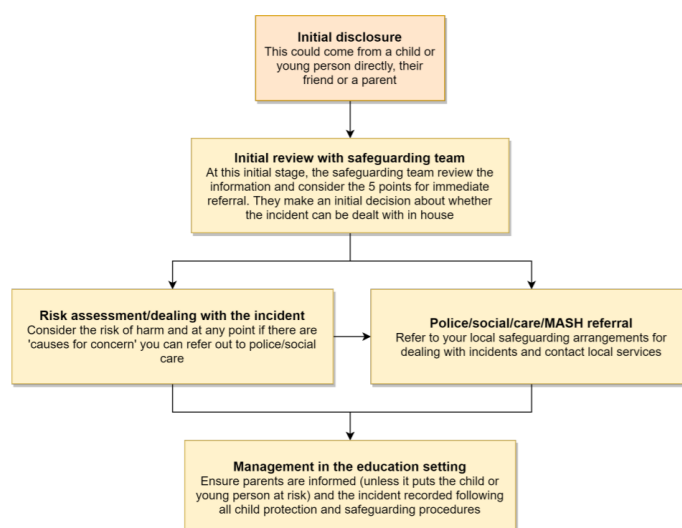 Initial disclosure
This could come from a child or
young person directly, their
friend or a parent
Initial review with safeguarding team
At this initial stage, the safeguarding team review the
information and consider the 5 points for immediate
referral. They make an initial decision about whether
the incident can be dealt with in house
Risk assessment/dealing with the incident
Consider the risk of harm and at any point if there are
'causes for concern' you can refer out to police/social
care
Police/social/care/MASH referral
Refer to your local safeguarding arrangements for
dealing with incidents and contact local services
Management in the education setting
Ensure parents are informed (unless it puts the child or
young person at risk) and the incident recorded following
all child protection and safeguarding procedures